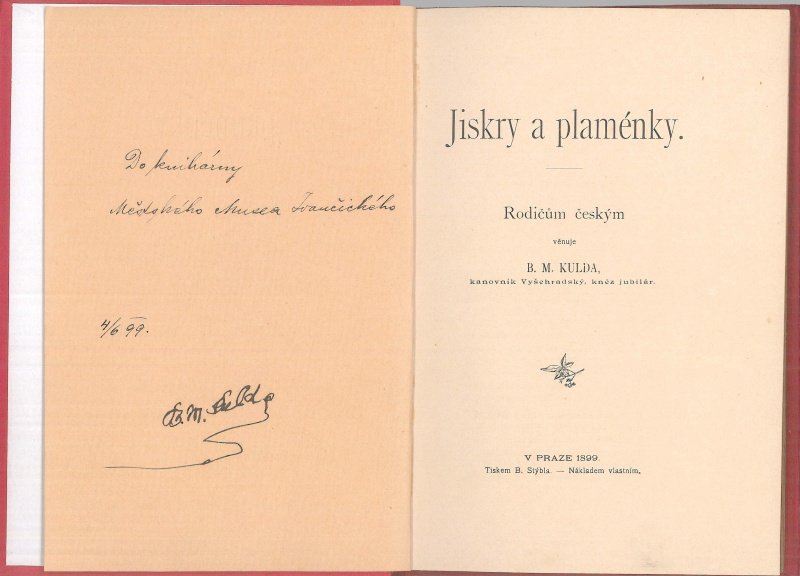 Do knihárny
Městského Musea Ivančického
4/6 99.
B. M. Kulda
Jiskry a plaménky.
Rodičům českým
věnuje
B. M. KULDA,
kanovník Vyšehradský, kněz jubilár.
V PRAZE 1899.
Tiskem B. Stýbla. — Nákladem vlastním.